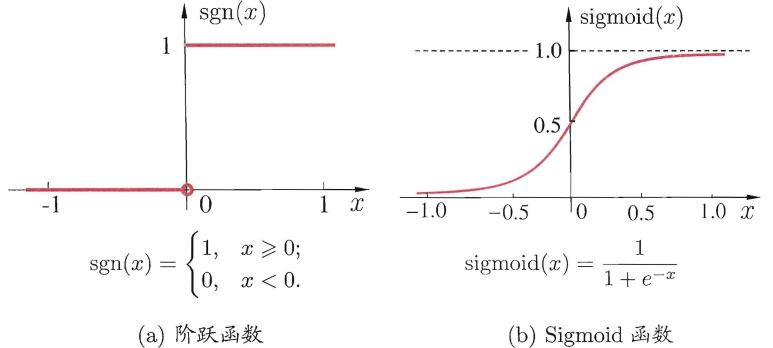 sgn(x)
1
-1
0
1
x
sgn(x) = { 1, x ⩾ 0;
0, x < 0.
(a) 阶跃函数
sigmoid(x)
1.0
0.5
-1.0
-0.5
0
0.5
1.0
x
sigmoid(x) = 1 / (1 + e^{-x})
(b) Sigmoid 函数